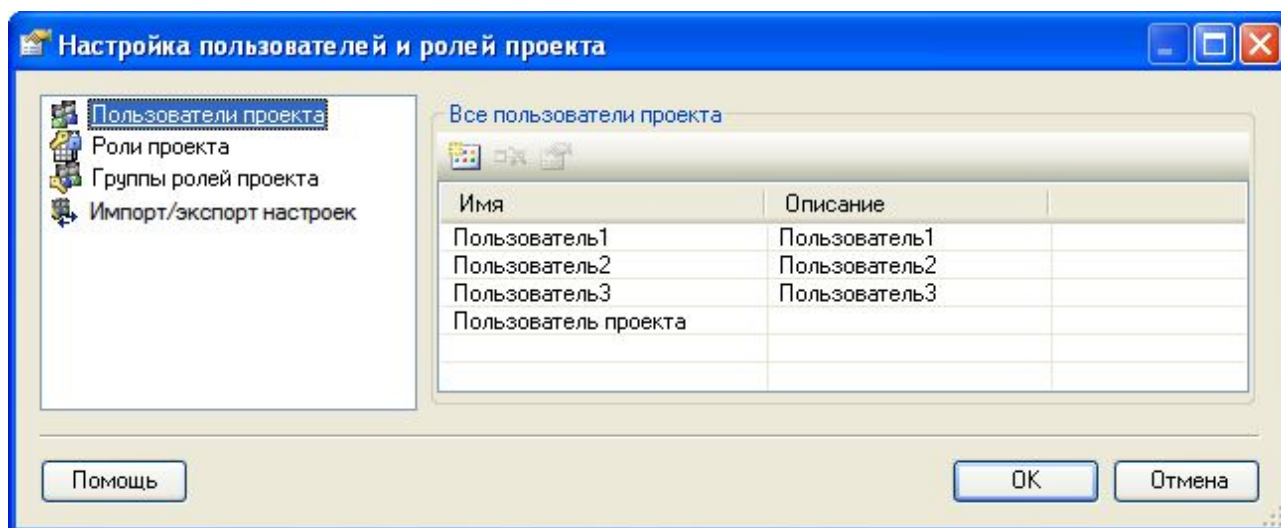 Настройка пользователей и ролей проекта
Пользователи проекта
Роли проекта
Группы ролей проекта
Импорт/экспорт настроек
Все пользователи проекта
Имя Описание
Пользователь1 Пользователь1
Пользователь2 Пользователь2
Пользователь3 Пользователь3
Пользователь проекта
Помощь OK Отмена